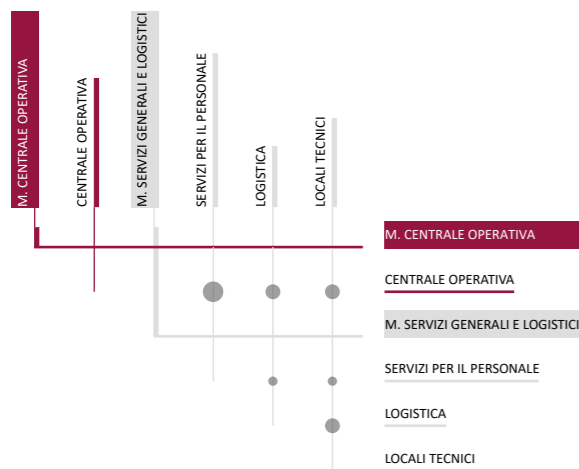 M. CENTRALE OPERATIVA
CENTRALE OPERATIVA
M. SERVIZI GENERALI E LOGISTICI
SERVIZI PER IL PERSONALE
LOGISTICA
LOCALI TECNICI
M. CENTRALE OPERATIVA
CENTRALE OPERATIVA
M. SERVIZI GENERALI E LOGISTICI
SERVIZI PER IL PERSONALE
LOGISTICA
LOCALI TECNICI